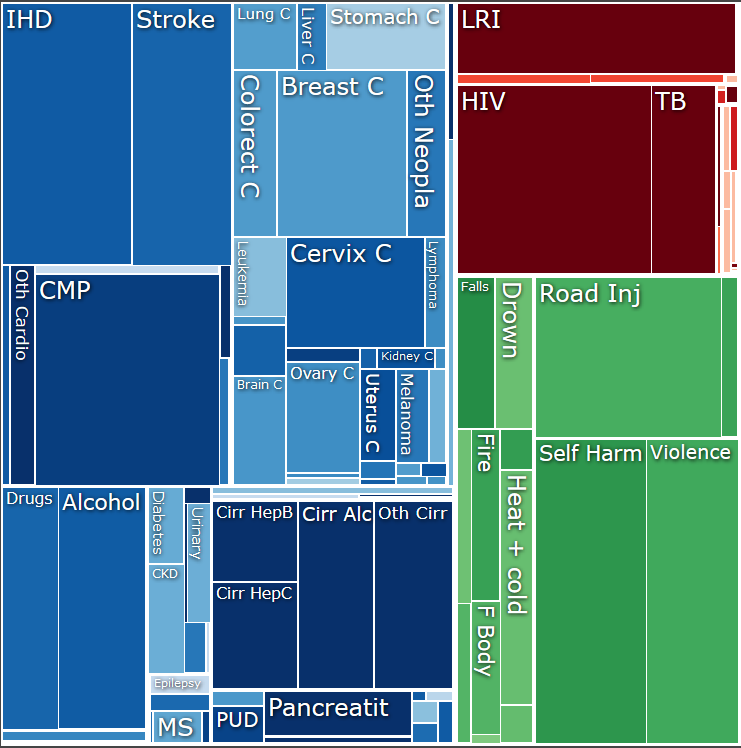 IHD
Stroke
Lung C
Liver C
Stomach C
Colorect C
Breast C
Oth Neopla
LRI
HIV
TB
Leukemia
Cervix C
Lymphoma
Oth Cardio
CMP
Brain C
Ovary C
Kidney C
Uterus C
Melanoma
Falls
Drown
Road Inj
Fire
Heat + cold
F Body
Self Harm
Violence
Drugs
Alcohol
Diabetes
CKD
Urinary
Epilepsy
MS
Cirr HepB
Cirr HepC
Cirr Alc
Oth Cirr
PUD
Pancreatit